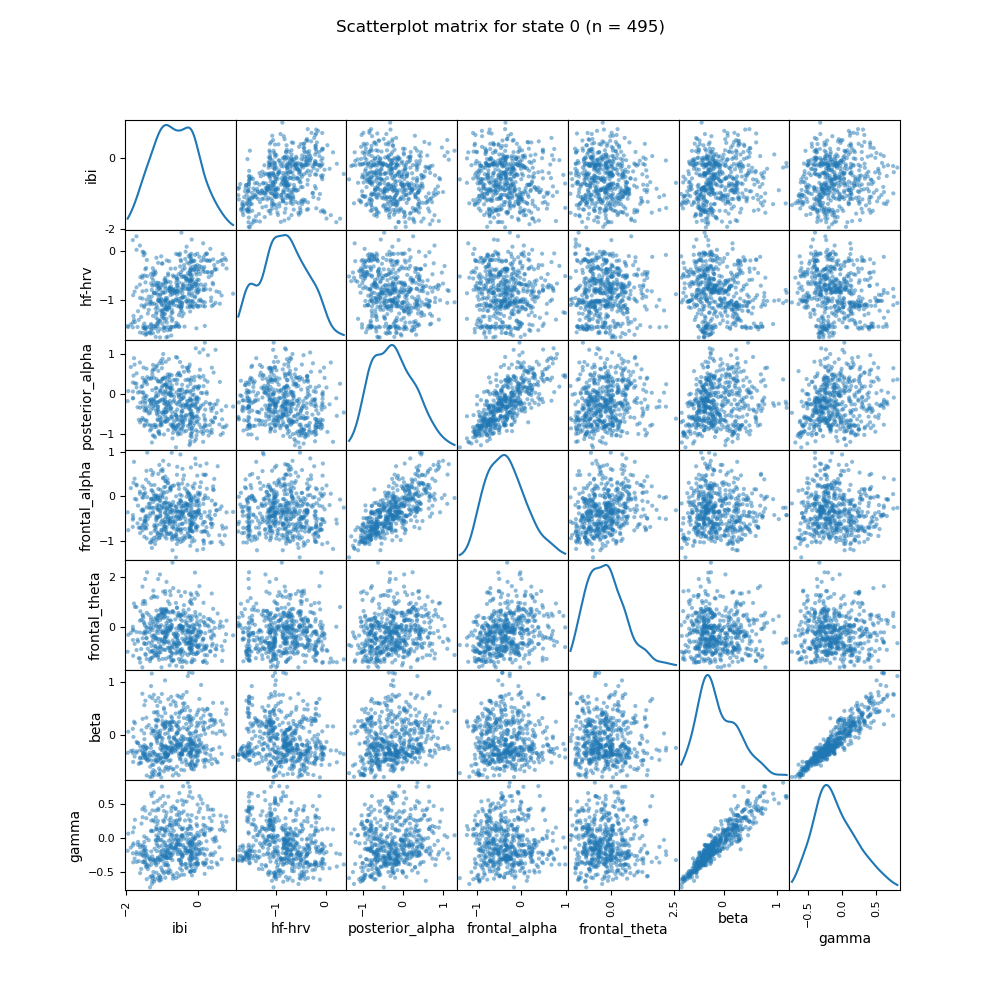 Scatterplot matrix for state 0 (n = 495)
ibi
0
−2
hf-hrv
0
−1
posterior_alpha
1
0
−1
frontal_alpha
1
0
−1
frontal_theta
2
0
beta
1
0
gamma
0.5
0.0
−0.5
−2 0 −1 0 −1 0 1 −1 0 1 0.0 2.5 0 1 −0.5 0.0 0.5
ibi hf-hrv posterior_alpha frontal_alpha frontal_theta beta gamma